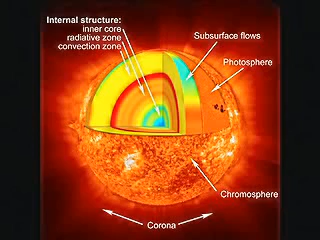 Internal structure:
inner core
radiative zone
convection zone
Subsurface flows
Photosphere
Chromosphere
Corona